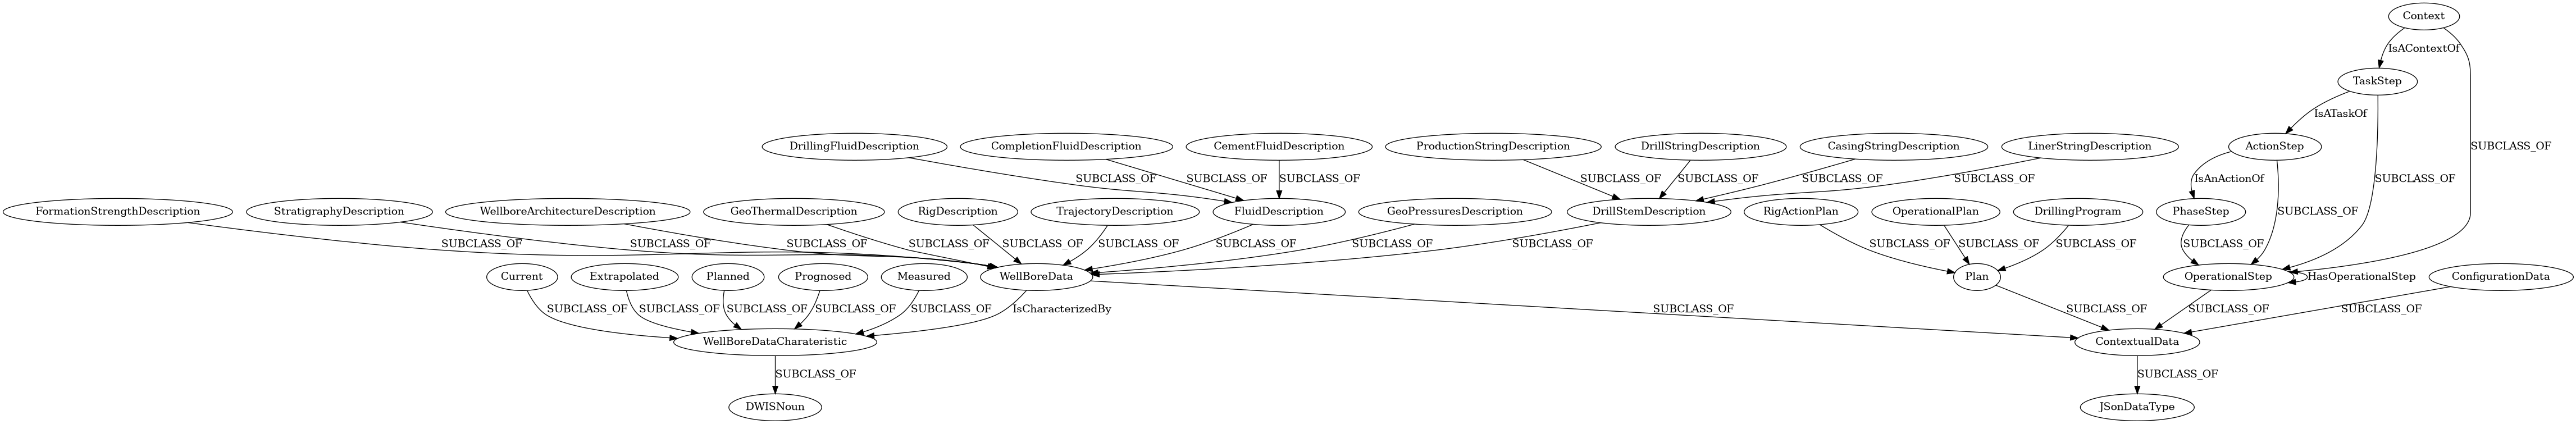 Context
IsAContextOf
TaskStep
IsATaskOf
DrillingFluidDescription
CompletionFluidDescription
CementFluidDescription
ProductionStringDescription
DrillStringDescription
CasingStringDescription
LinerStringDescription
ActionStep
SUBCLASS_OF
SUBCLASS_OF
SUBCLASS_OF
SUBCLASS_OF
SUBCLASS_OF
SUBCLASS_OF
SUBCLASS_OF
SUBCLASS_OF
IsAnActionOf
SUBCLASS_OF
FormationStrengthDescription
StratigraphyDescription
WellboreArchitectureDescription
GeoThermalDescription
RigDescription
TrajectoryDescription
FluidDescription
GeoPressuresDescription
DrillStemDescription
RigActionPlan
OperationalPlan
DrillingProgram
PhaseStep
SUBCLASS_OF
SUBCLASS_OF
SUBCLASS_OF
SUBCLASS_OF
SUBCLASS_OF
SUBCLASS_OF
SUBCLASS_OF
SUBCLASS_OF
SUBCLASS_OF
SUBCLASS_OF
SUBCLASS_OF
SUBCLASS_OF
SUBCLASS_OF
SUBCLASS_OF
Current
Extrapolated
Planned
Prognosed
Measured
WellBoreData
Plan
OperationalStep
HasOperationalStep
ConfigurationData
SUBCLASS_OF
SUBCLASS_OF
SUBCLASS_OF
SUBCLASS_OF
SUBCLASS_OF
IsCharacterizedBy
SUBCLASS_OF
SUBCLASS_OF
SUBCLASS_OF
SUBCLASS_OF
WellBoreDataCharateristic
ContextualData
SUBCLASS_OF
SUBCLASS_OF
DWISNoun
JSonDataType